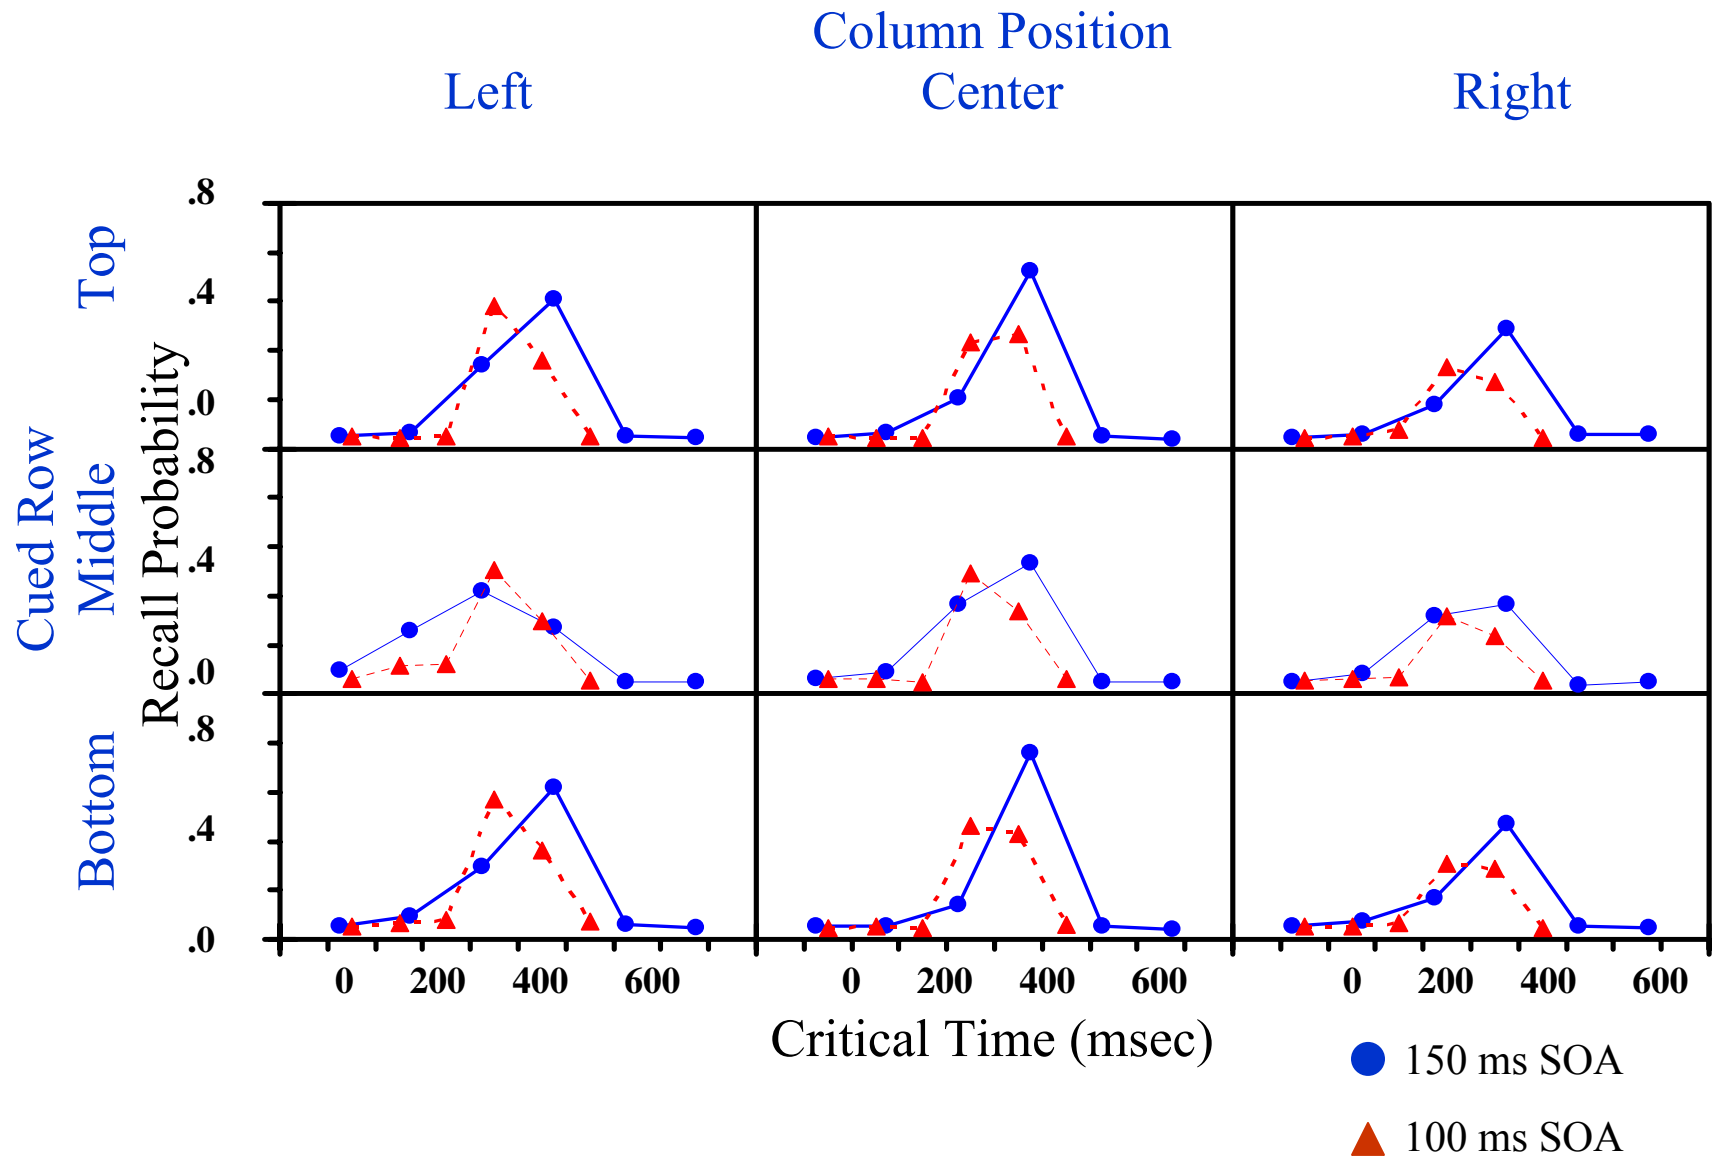 Column Position
Left Center Right
Cued Row
Top
Middle
Bottom
Recall Probability
.8
.4
.0
.8
.4
.0
.8
.4
.0
0 200 400 600 0 200 400 600 0 200 400 600
Critical Time (msec)
150 ms SOA
100 ms SOA